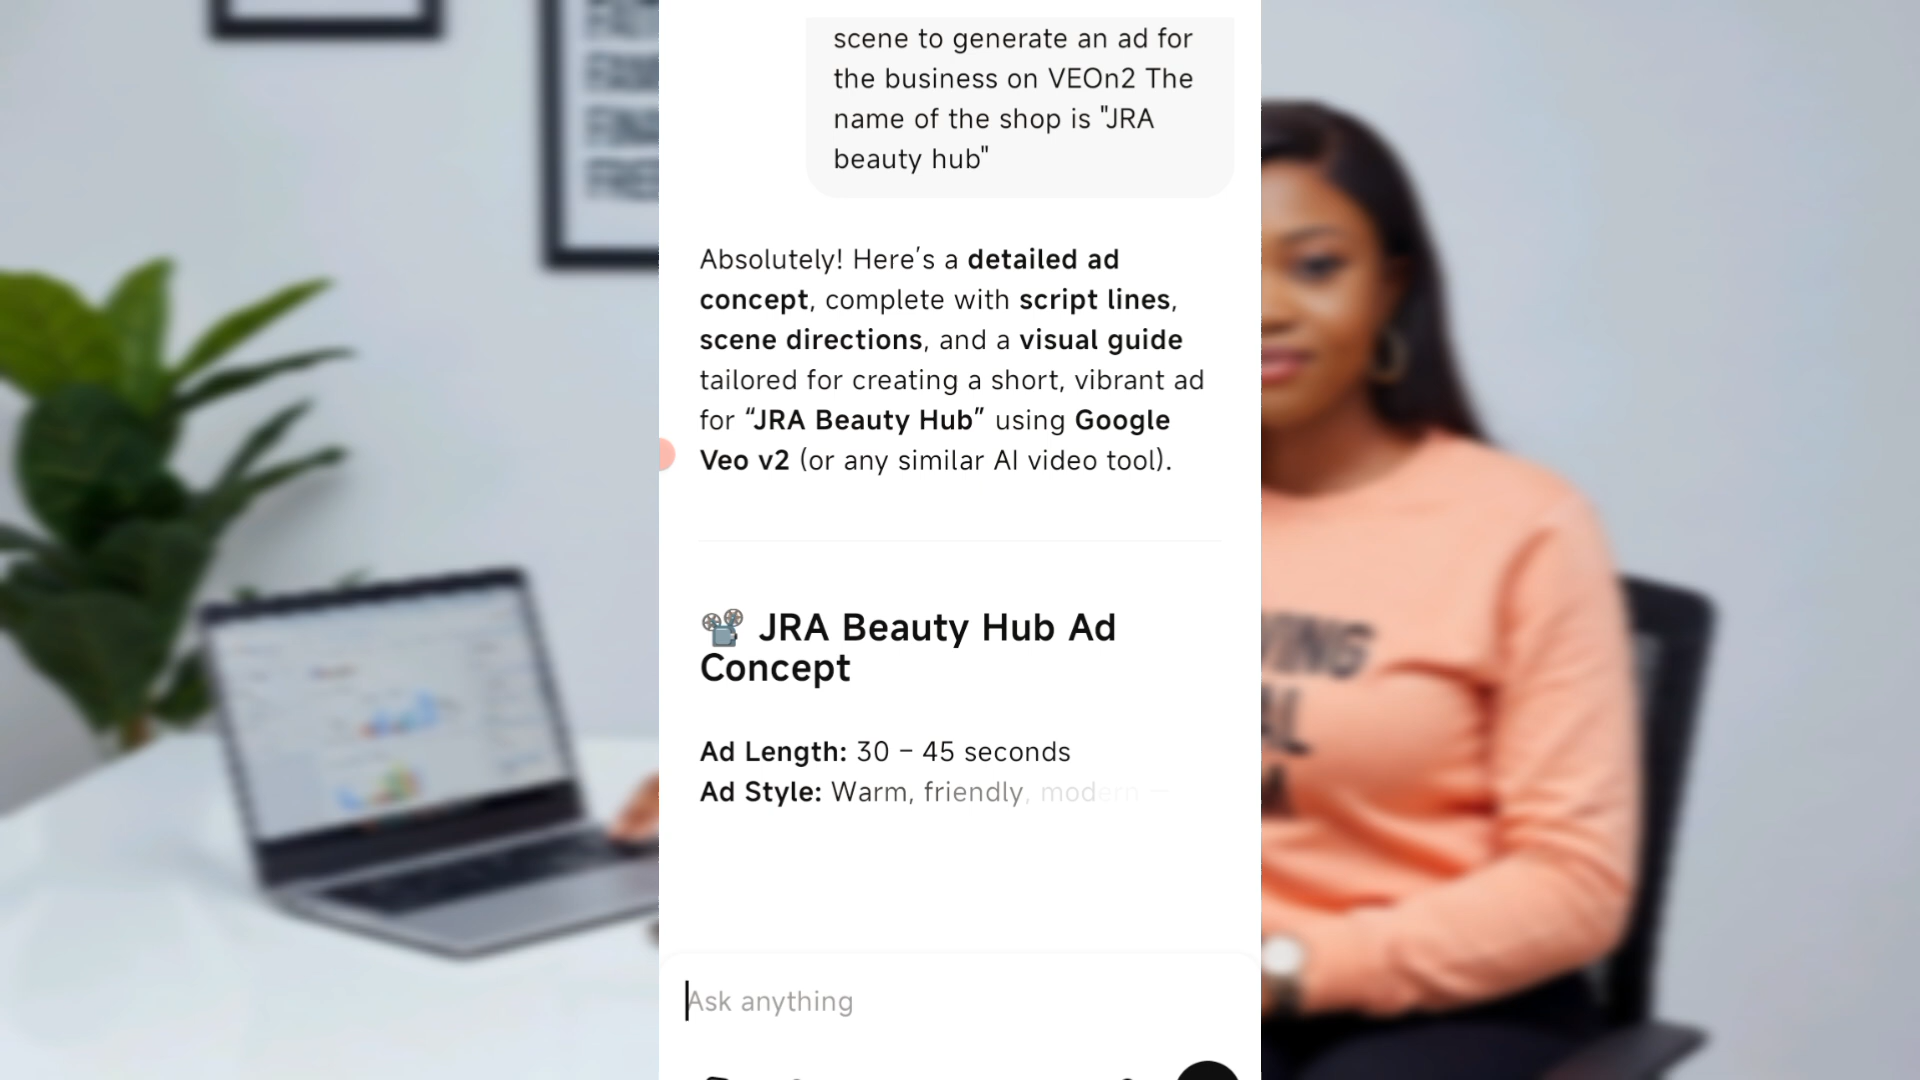 scene to generate an ad for
the business on VEOn2 The
name of the shop is "JRA
beauty hub"
Absolutely! Here’s a detailed ad
concept, complete with script lines,
scene directions, and a visual guide
tailored for creating a short, vibrant ad
for “JRA Beauty Hub” using Google
Veo v2 (or any similar AI video tool).
JRA Beauty Hub Ad
Concept
Ad Length: 30 – 45 seconds
Ad Style: Warm, friendly, modern —
Ask anything